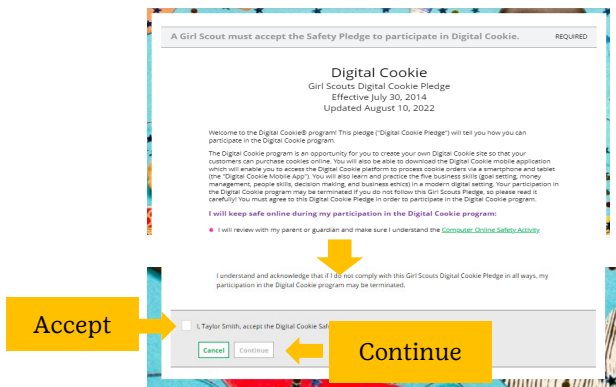 A Girl Scout must accept the Safety Pledge to participate in Digital Cookie. REQUIRED
Digital Cookie
Girl Scouts Digital Cookie Pledge
Effective July 30, 2014
Updated August 10, 2022
Welcome to the Digital Cookie® program! This pledge ("Digital Cookie Pledge") will tell you how you can
participate in the Digital Cookie program.
The Digital Cookie program is an opportunity for you to create your own Digital Cookie site so that your
customers can purchase cookies online. You will also be able to download the Digital Cookie mobile application
which will enable you to access the Digital Cookie platform to process cookie orders via a smartphone and tablet
(the "Digital Cookie Mobile App"). You will also learn and practice the five business skills (goal setting, money
management, people skills, decision making, and business ethics) in a modern digital setting. Your participation in
the Digital Cookie program may be terminated if you do not follow this Girl Scouts Pledge, so please read it
carefully! You must agree to this Digital Cookie Pledge in order to participate in the Digital Cookie program.
I will keep safe online during my participation in the Digital Cookie program:
I will review with my parent or guardian and make sure I understand the Computer Online Safety Activity
I understand and acknowledge that if I do not comply with this Girl Scouts Digital Cookie Pledge in all ways, my
participation in the Digital Cookie program may be terminated.
Accept
I, Taylor Smith, accept the Digital Cookie Saf
Cancel Continue
Continue